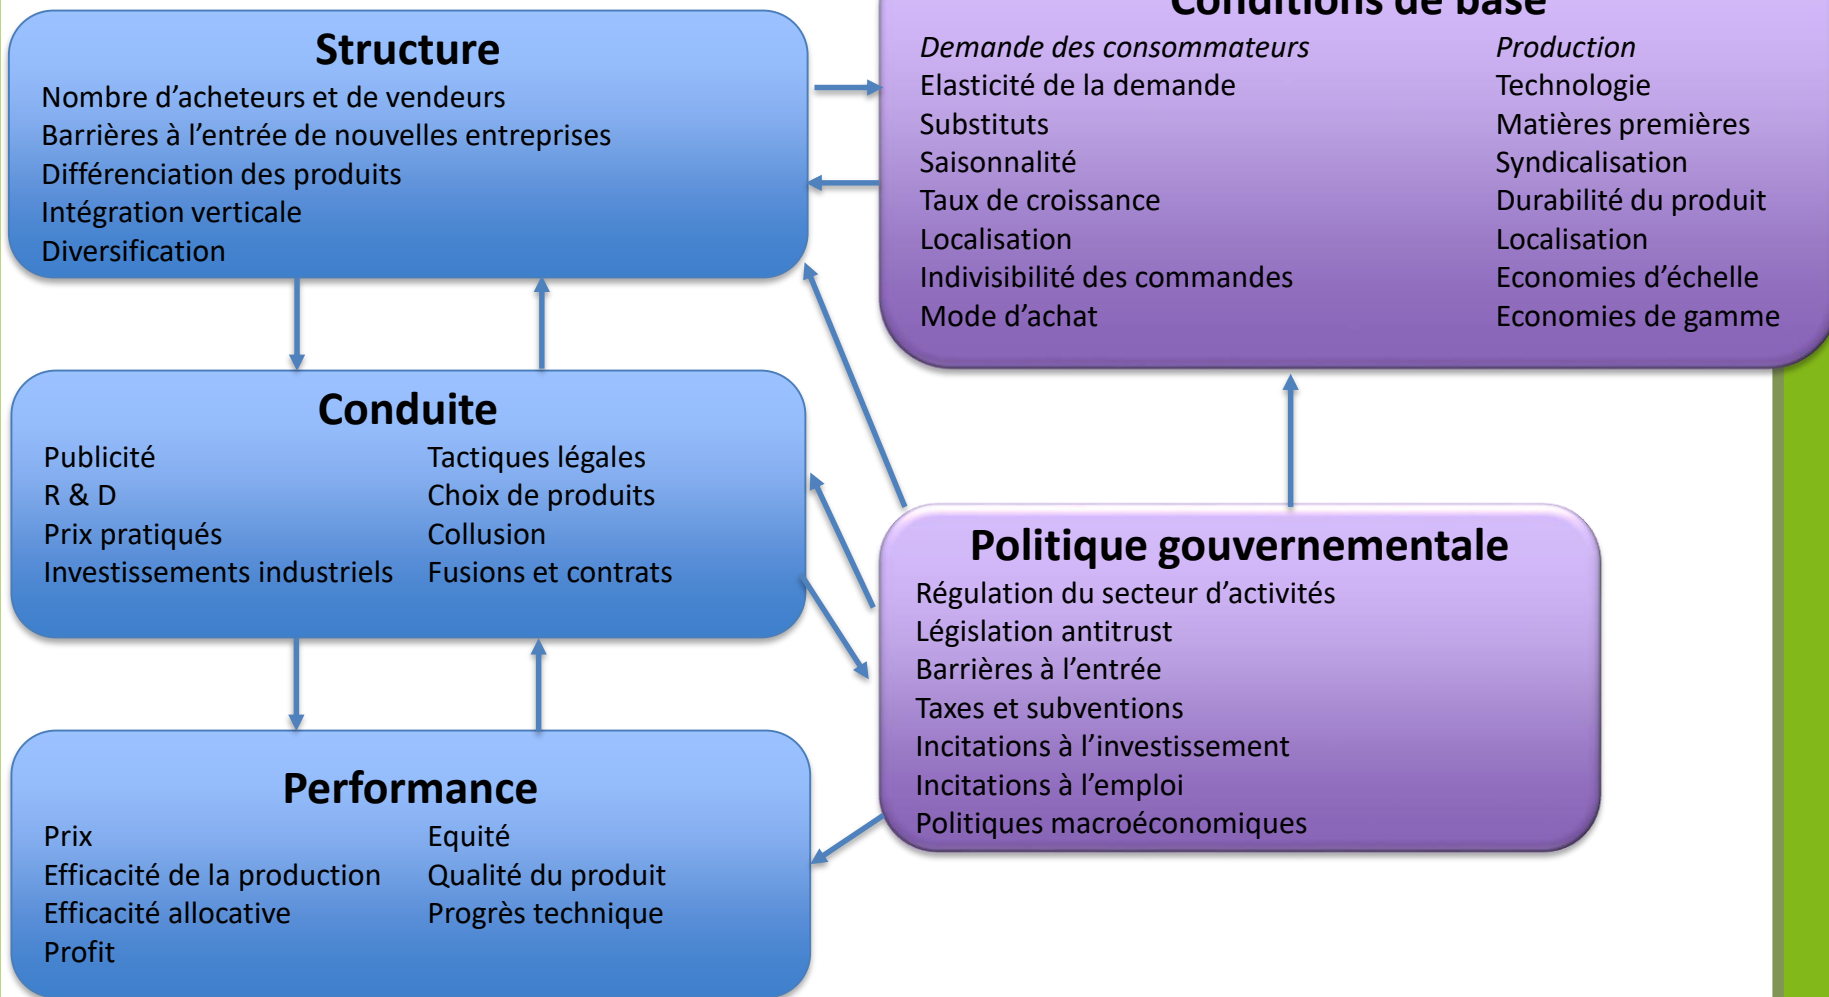 Structure
Nombre d’acheteurs et de vendeurs
Barrières à l’entrée de nouvelles entreprises
Différenciation des produits
Intégration verticale
Diversification
Conditions de base
Demande des consommateurs
Elasticité de la demande
Substituts
Saisonnalité
Taux de croissance
Localisation
Indivisibilité des commandes
Mode d’achat
Production
Technologie
Matières premières
Syndicalisation
Durabilité du produit
Localisation
Economies d’échelle
Economies de gamme
Conduite
Publicité
R & D
Prix pratiqués
Investissements industriels
Tactiques légales
Choix de produits
Collusion
Fusions et contrats
Politique gouvernementale
Régulation du secteur d’activités
Législation antitrust
Barrières à l’entrée
Taxes et subventions
Incitations à l’investissement
Incitations à l’emploi
Politiques macroéconomiques
Performance
Prix
Efficacité de la production
Efficacité allocative
Profit
Equité
Qualité du produit
Progrès technique